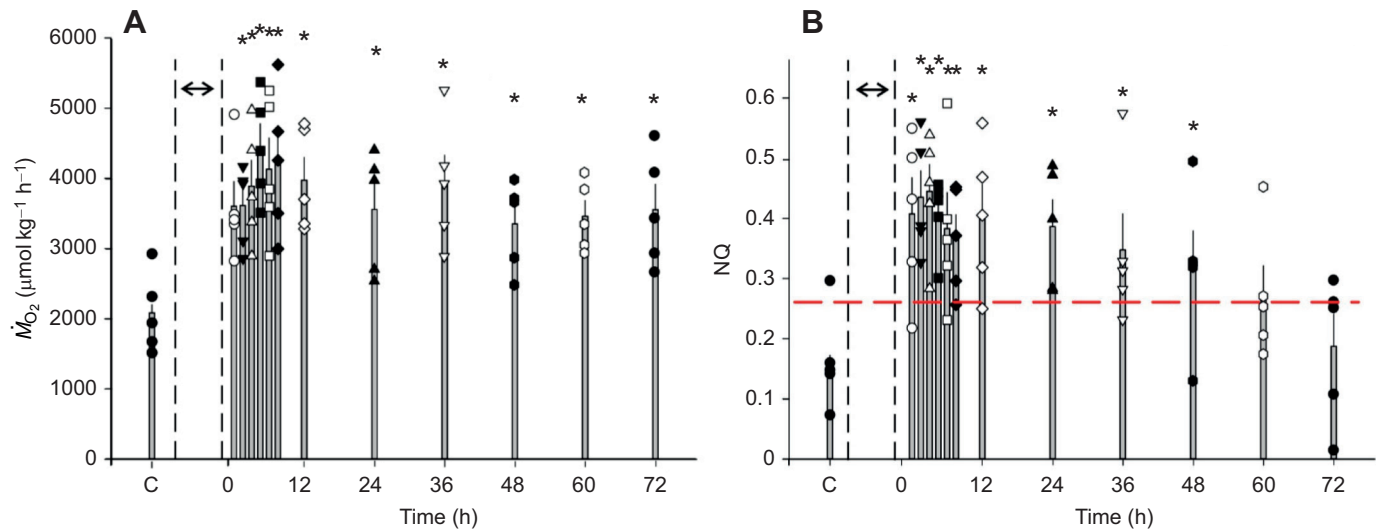 A
6000
5000
4000
3000
2000
1000
0
ṀO₂ (μmol kg⁻¹ h⁻¹)
* * * * * * * * * * *
C 0 12 24 36 48 60 72
Time (h)
B
0.6
0.5
0.4
0.3
0.2
0.1
0
NQ
* * * * * * * * * *
C 0 12 24 36 48 60 72
Time (h)